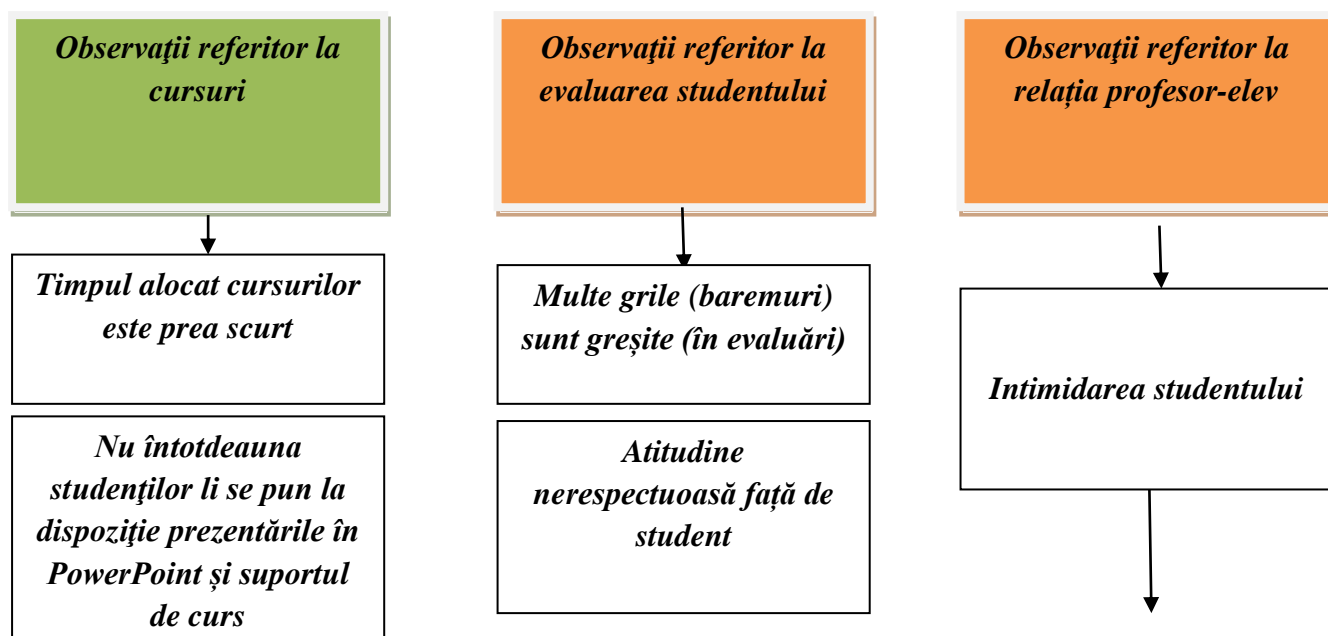 Observaţii referitor la
cursuri
Timpul alocat cursurilor
este prea scurt
Nu întotdeauna
studenţilor li se pun la
dispoziţie prezentările în
PowerPoint și suportul
de curs
Observaţii referitor la
evaluarea studentului
Multe grile (baremuri)
sunt greșite (în evaluări)
Atitudine
nerespectuoasă față de
student
Observaţii referitor la
relația profesor-elev
Intimidarea studentului